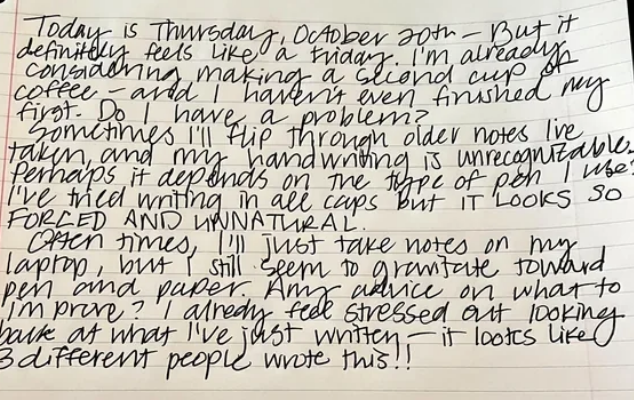 Today is Thursday, October 20th - But it
definitely feels like a Friday. I'm already
considering making a second cup of
coffee - and I haven't even finished my
first. Do I have a problem?
Sometimes I'll flip through older notes I've
taken, and my handwriting is unrecognizable.
Perhaps it depends on the type of pen I use?
I've tried writing in all caps but IT LOOKS SO
FORCED AND UNNATURAL.
Often times, I'll just take notes on my
laptop, but I still seem to gravitate toward
pen and paper. Any advice on what to
improve? I already feel stressed out looking
back at what I've just written - it looks like
3 different people wrote this!!